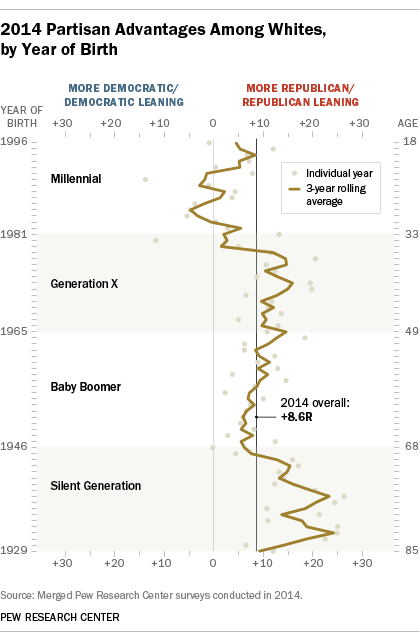 2014 Partisan Advantages Among Whites,
by Year of Birth
MORE DEMOCRATIC/
DEMOCRATIC LEANING
MORE REPUBLICAN/
REPUBLICAN LEANING
YEAR OF
BIRTH +30 +20 +10 0 +10 +20 +30 AGE
1996 18
Individual year
3-year rolling
average
Millennial
1981 33
Generation X
1965 49
Baby Boomer
2014 overall:
+8.6R
1946 68
Silent Generation
1929 85
+30 +20 +10 0 +10 +20 +30
Source: Merged Pew Research Center surveys conducted in 2014.
PEW RESEARCH CENTER